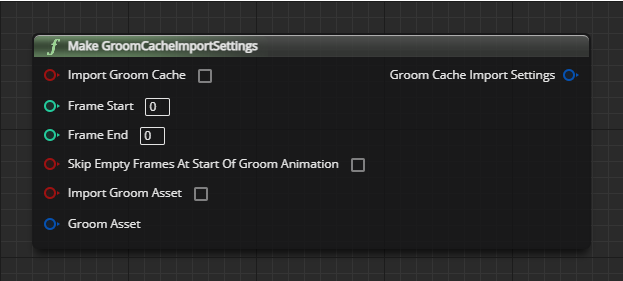 f Make GroomCacheImportSettings
Import Groom Cache
Groom Cache Import Settings
Frame Start 0
Frame End 0
Skip Empty Frames At Start Of Groom Animation
Import Groom Asset
Groom Asset